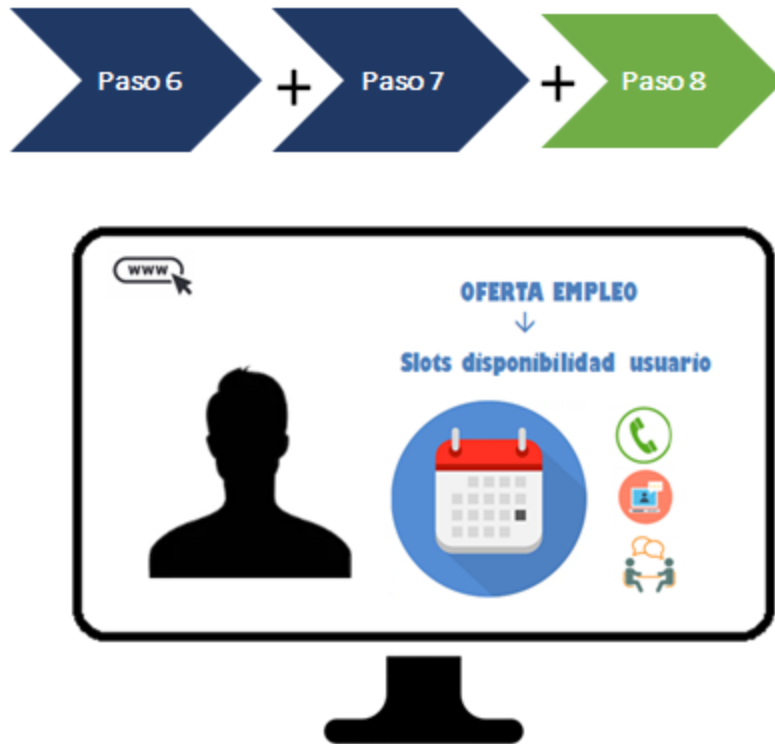 Paso 6
+
Paso 7
+
Paso 8
www
OFERTA EMPLEO
Slots disponibilidad usuario